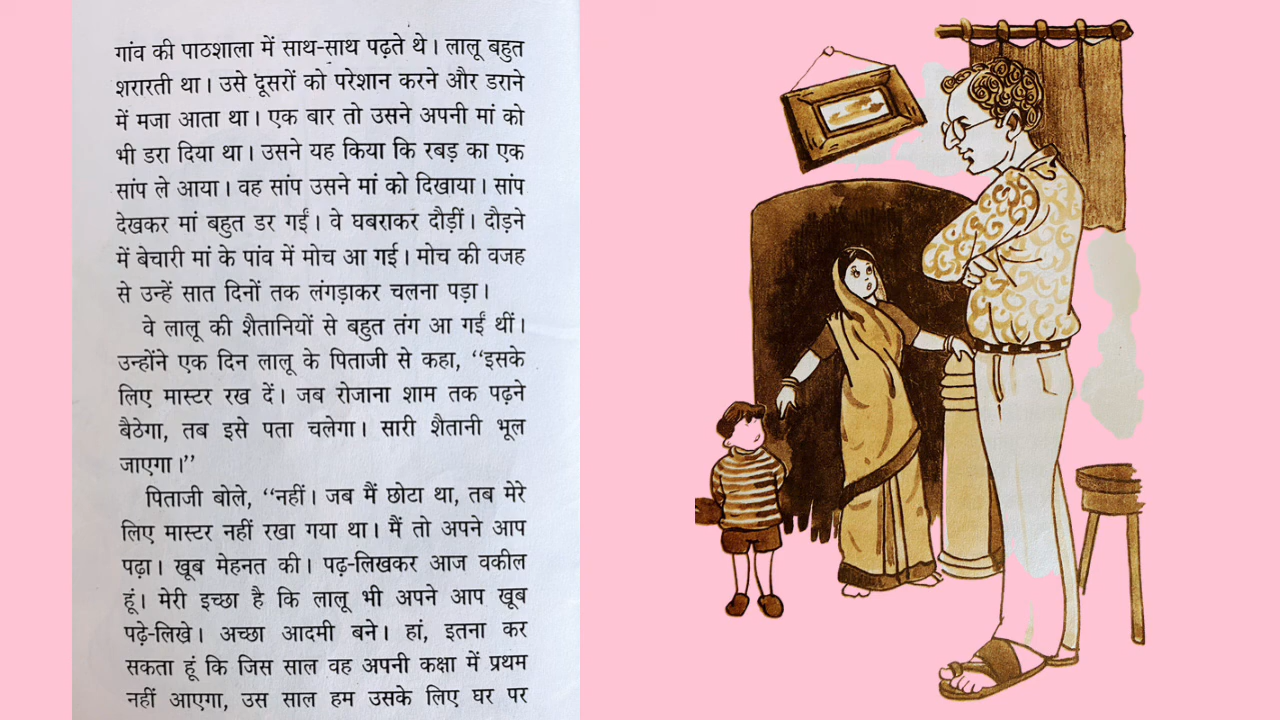 गांव की पाठशाला में साथ-साथ पढ़ते थे। लालू बहुत
शरारती था। उसे दूसरों को परेशान करने और डराने
में मजा आता था। एक बार तो उसने अपनी मां को
भी डरा दिया था। उसने यह किया कि रबड़ का एक
सांप ले आया। वह सांप उसने मां को दिखाया। सांप
देखकर मां बहुत डर गईं। वे घबराकर दौड़ीं। दौड़ने
में बेचारी मां के पांव में मोच आ गई। मोच की वजह
से उन्हें सात दिनों तक लंगड़ाकर चलना पड़ा।
वे लालू की शैतानियों से बहुत तंग आ गईं थीं।
उन्होंने एक दिन लालू के पिताजी से कहा, ‘‘इसके
लिए मास्टर रख दें। जब रोजाना शाम तक पढ़ने
बैठेगा, तब इसे पता चलेगा। सारी शैतानी भूल
जाएगा।’’
पिताजी बोले, ‘‘नहीं। जब मैं छोटा था, तब मेरे
लिए मास्टर नहीं रखा गया था। मैं तो अपने आप
पढ़ा। खूब मेहनत की। पढ़-लिखकर आज वकील
हूं। मेरी इच्छा है कि लालू भी अपने आप खूब
पढ़े-लिखे। अच्छा आदमी बने। हां, इतना कर
सकता हूं कि जिस साल वह अपनी कक्षा में प्रथम
नहीं आएगा, उस साल हम उसके लिए घर पर